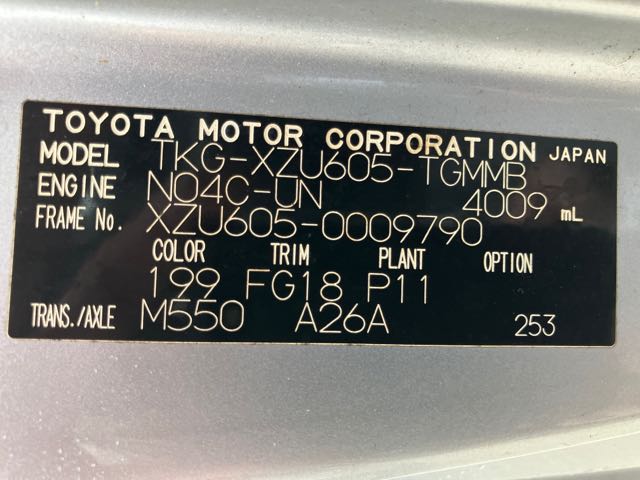 TOYOTA MOTOR CORPORATION JAPAN
MODEL TKG-XZU605-TGMMB
ENGINE N04C-UN 4009 mL
FRAME No. XZU605-0009790
COLOR TRIM PLANT OPTION
199 FG18 P11
TRANS./AXLE M550 A26A 253